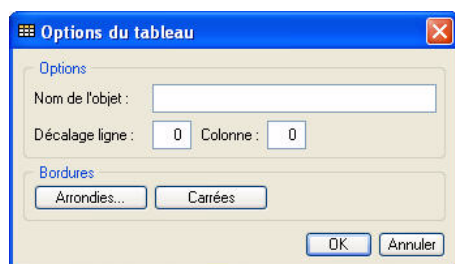 Options du tableau
Options
Nom de l'objet :
Décalage ligne : 0 Colonne : 0
Bordures
Arrondies... Carrées
OK Annuler